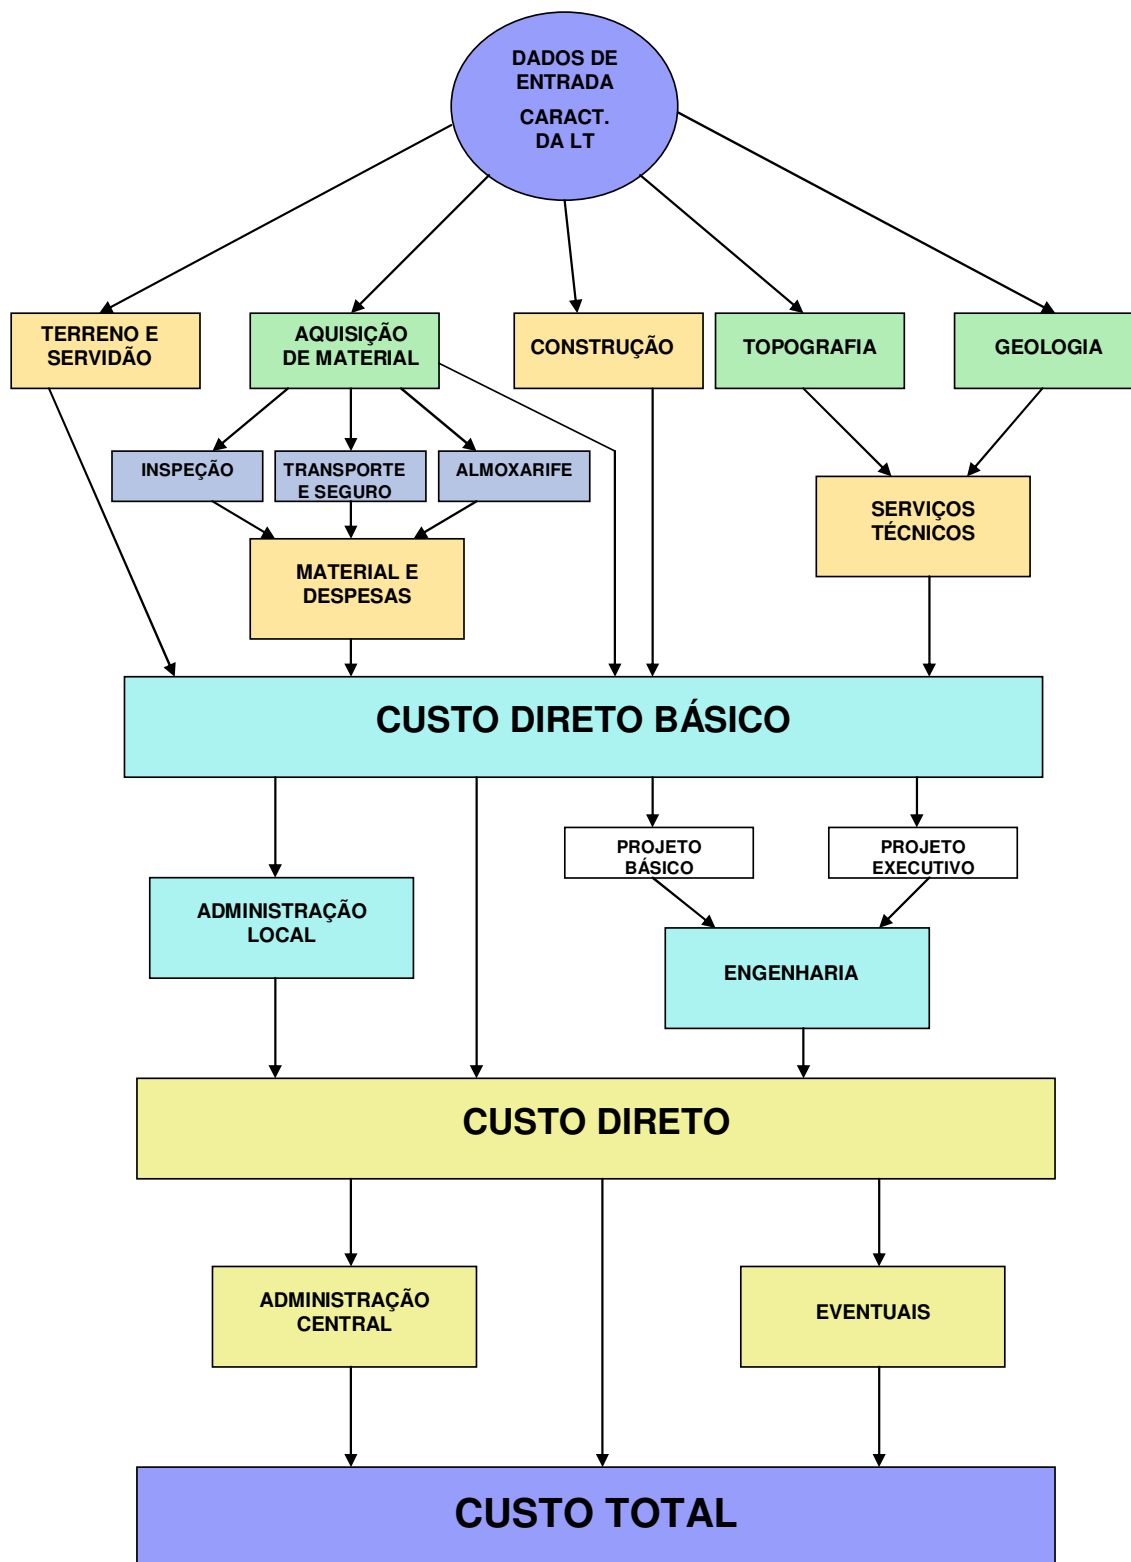 DADOS DE
ENTRADA
CARACT.
DA LT
TERRENO E
SERVIDÃO
AQUISIÇÃO
DE MATERIAL
CONSTRUÇÃO
TOPOGRAFIA
GEOLOGIA
INSPEÇÃO
TRANSPORTE
E SEGURO
ALMOXARIFE
SERVIÇOS
TÉCNICOS
MATERIAL E
DESPESAS
CUSTO DIRETO BÁSICO
PROJETO
BÁSICO
PROJETO
EXECUTIVO
ADMINISTRAÇÃO
LOCAL
ENGENHARIA
CUSTO DIRETO
ADMINISTRAÇÃO
CENTRAL
EVENTUAIS
CUSTO TOTAL